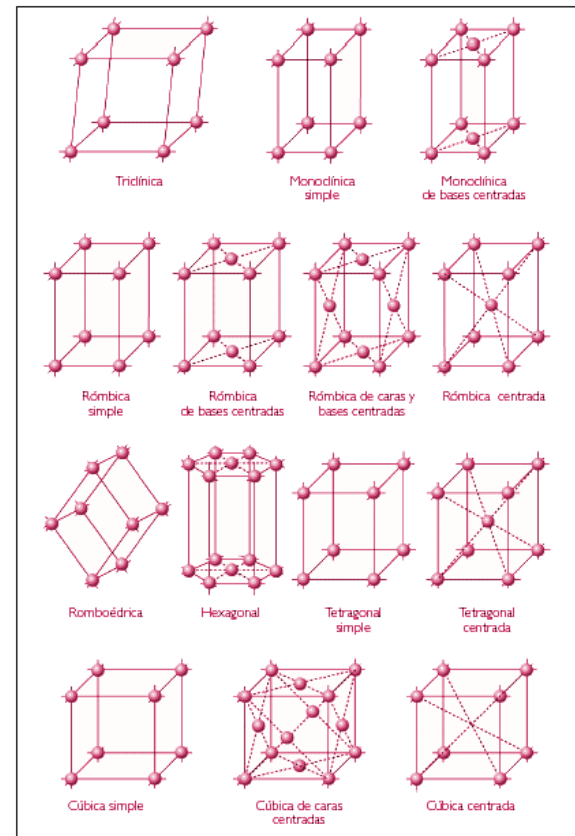 Triclínica
Monoclínica
simple
Monoclínica
de bases centradas
Rómbica
simple
Rómbica
de bases centradas
Rómbica de caras y
bases centradas
Rómbica centrada
Romboédrica
Hexagonal
Tetragonal
simple
Tetragonal
centrada
Cúbica simple
Cúbica de caras
centradas
Cúbica centrada